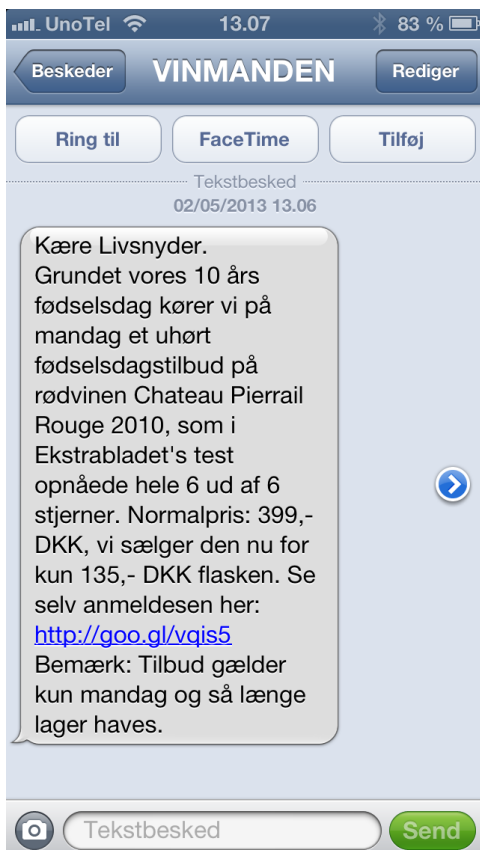 UnoTel 13.07 83 %
Beskeder VINMANDEN Rediger
Ring til FaceTime Tilføj
Tekstbesked
02/05/2013 13.06
Kære Livsnyder.
Grundet vores 10 års
fødselsdag kører vi på
mandag et uhørt
fødselsdagstilbud på
rødvinen Chateau Pierrail
Rouge 2010, som i
Ekstrabladet's test
opnåede hele 6 ud af 6
stjerner. Normalpris: 399,-
DKK, vi sælger den nu for
kun 135,- DKK flasken. Se
selv anmeldesen her:
http://goo.gl/vqis5
Bemærk: Tilbud gælder
kun mandag og så længe
lager haves.
Tekstbesked Send